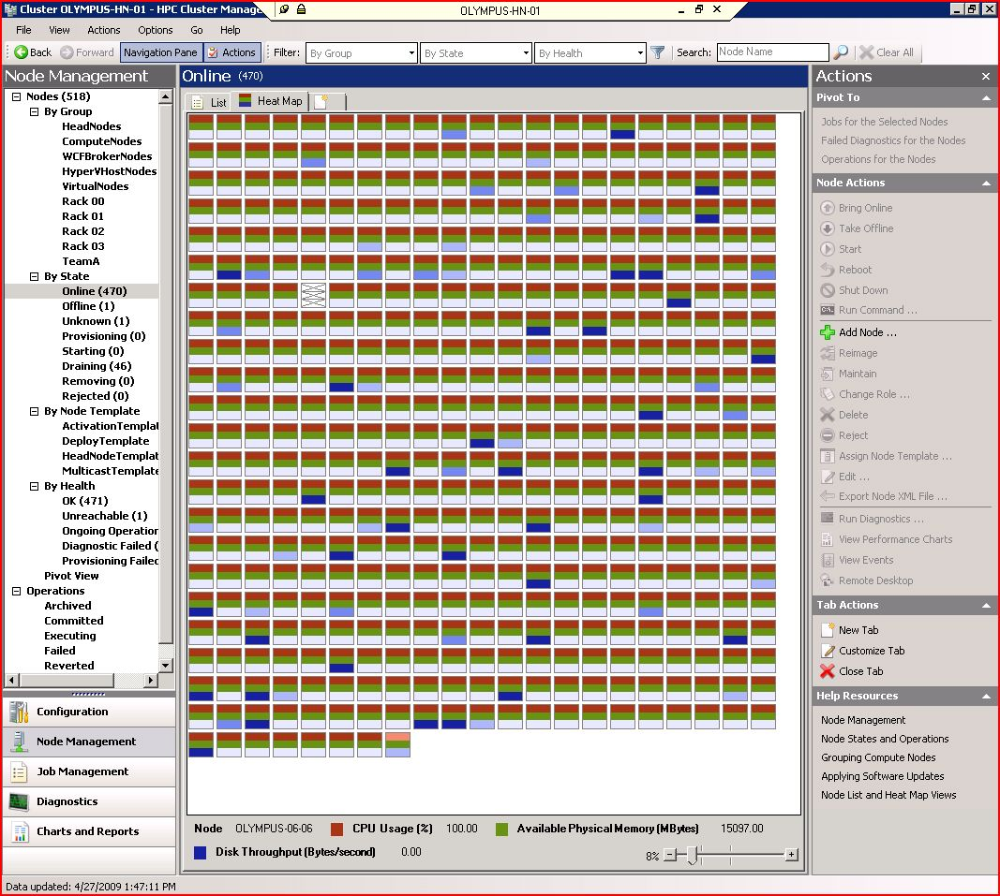 Cluster OLYMPUS-HN-01 - HPC Cluster Manage
OLYMPUS-HN-01
File View Actions Options Go Help
Back Forward Navigation Pane Actions Filter: By Group By State By Health Search: Node Name Clear All
Node Management
Nodes (518)
By Group
HeadNodes
ComputeNodes
WCFBrokerNodes
HyperVHostNodes
VirtualNodes
Rack 00
Rack 01
Rack 02
Rack 03
TeamA
By State
Online (470)
Offline (1)
Unknown (1)
Provisioning (0)
Starting (0)
Draining (46)
Removing (0)
Rejected (0)
By Node Template
ActivationTemplat
DeployTemplate
HeadNodeTemplat
MulticastTemplate
By Health
OK (471)
Unreachable (1)
Ongoing Operation
Diagnostic Failed (
Provisioning Failed
Pivot View
Operations
Archived
Committed
Executing
Failed
Reverted
Configuration
Node Management
Job Management
Diagnostics
Charts and Reports
Online (470)
List Heat Map
Node OLYMPUS-06-06 CPU Usage (%) 100.00 Available Physical Memory (MBytes) 15097.00
Disk Throughput (Bytes/second) 0.00
8%
Actions
Pivot To
Jobs for the Selected Nodes
Failed Diagnostics for the Nodes
Operations for the Nodes
Node Actions
Bring Online
Take Offline
Start
Reboot
Shut Down
Run Command ...
Add Node ...
Reimage
Maintain
Change Role ...
Delete
Reject
Assign Node Template ...
Edit ...
Export Node XML File ...
Run Diagnostics ...
View Performance Charts
View Events
Remote Desktop
Tab Actions
New Tab
Customize Tab
Close Tab
Help Resources
Node Management
Node States and Operations
Grouping Compute Nodes
Applying Software Updates
Node List and Heat Map Views
Data updated: 4/27/2009 1:47:11 PM